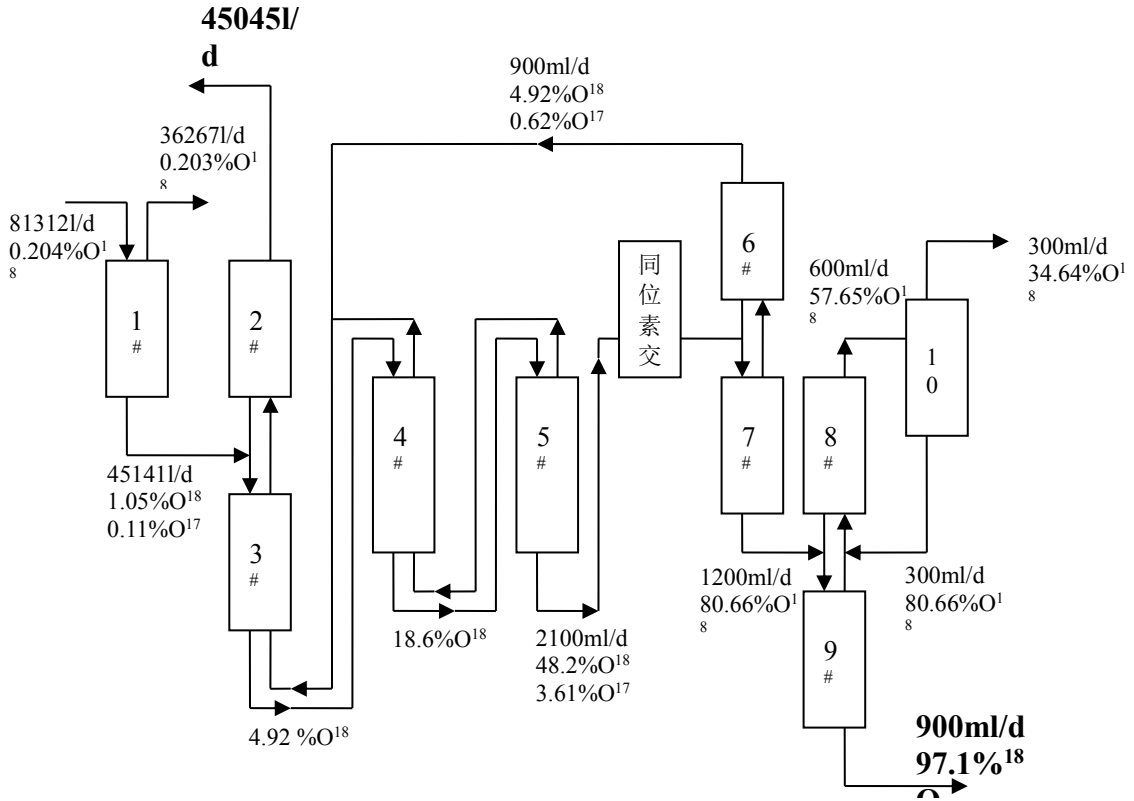 45045l/
d
900ml/d
4.92%O¹⁸
0.62%O¹⁷
36267l/d
0.203%O¹
⁸
81312l/d
0.204%O¹
⁸
1
#
2
#
3
#
4
#
5
#
同
位
素
交
6
#
7
#
8
#
9
#
1
0
600ml/d
57.65%O¹
⁸
300ml/d
34.64%O¹
⁸
45141l/d
1.05%O¹⁸
0.11%O¹⁷
4.92 %O¹⁸
18.6%O¹⁸
2100ml/d
48.2%O¹⁸
3.61%O¹⁷
1200ml/d
80.66%O¹
⁸
300ml/d
80.66%O¹
⁸
900ml/d
97.1%¹⁸
O